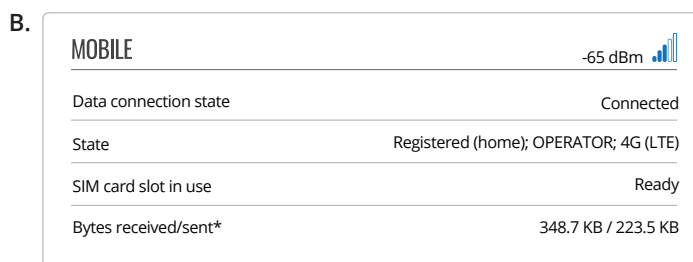 B.
MOBILE -65 dBm
Data connection state Connected
State Registered (home); OPERATOR; 4G (LTE)
SIM card slot in use Ready
Bytes received/sent* 348.7 KB / 223.5 KB